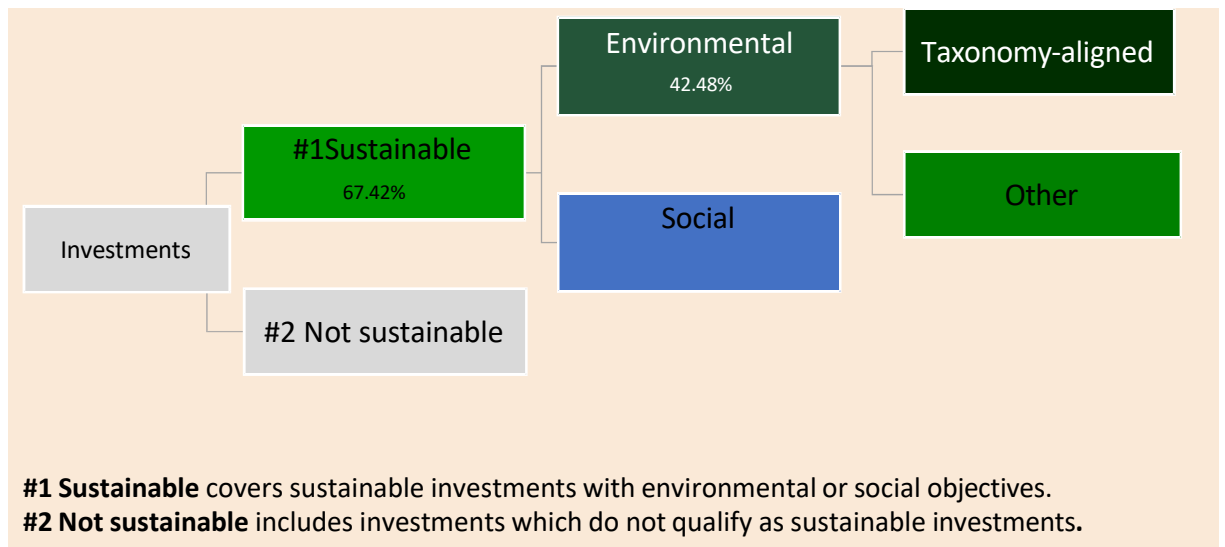 Environmental
42.48%
Taxonomy-aligned
#1Sustainable
67.42%
Other
Social
Investments
#2 Not sustainable
#1 Sustainable covers sustainable investments with environmental or social objectives.
#2 Not sustainable includes investments which do not qualify as sustainable investments.